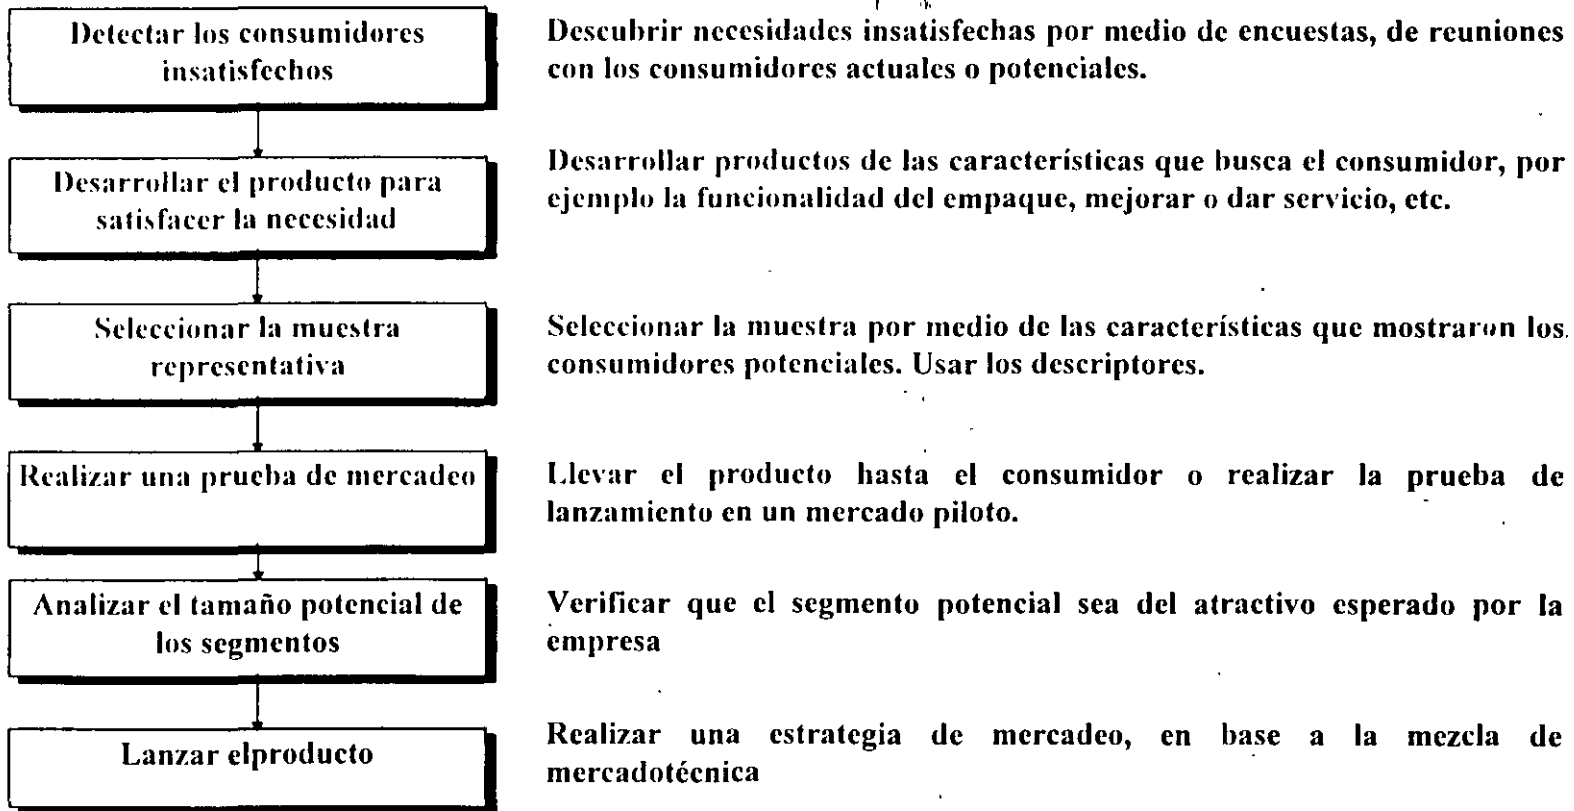 Detectar los consumidores
insatisfechos
Descubrir necesidades insatisfechas por medio de encuestas, de reuniones
con los consumidores actuales o potenciales.
Desarrollar el producto para
satisfacer la necesidad
Desarrollar productos de las características que busca el consumidor, por
ejemplo la funcionalidad del empaque, mejorar o dar servicio, etc.
Seleccionar la muestra
representativa
Seleccionar la muestra por medio de las características que mostraron los
consumidores potenciales. Usar los descriptores.
Realizar una prueba de mercadeo
Llevar el producto hasta el consumidor o realizar la prueba de
lanzamiento en un mercado piloto.
Analizar el tamaño potencial de
los segmentos
Verificar que el segmento potencial sea del atractivo esperado por la
empresa
Lanzar elproducto
Realizar una estrategia de mercadeo, en base a la mezcla de
mercadotécnica